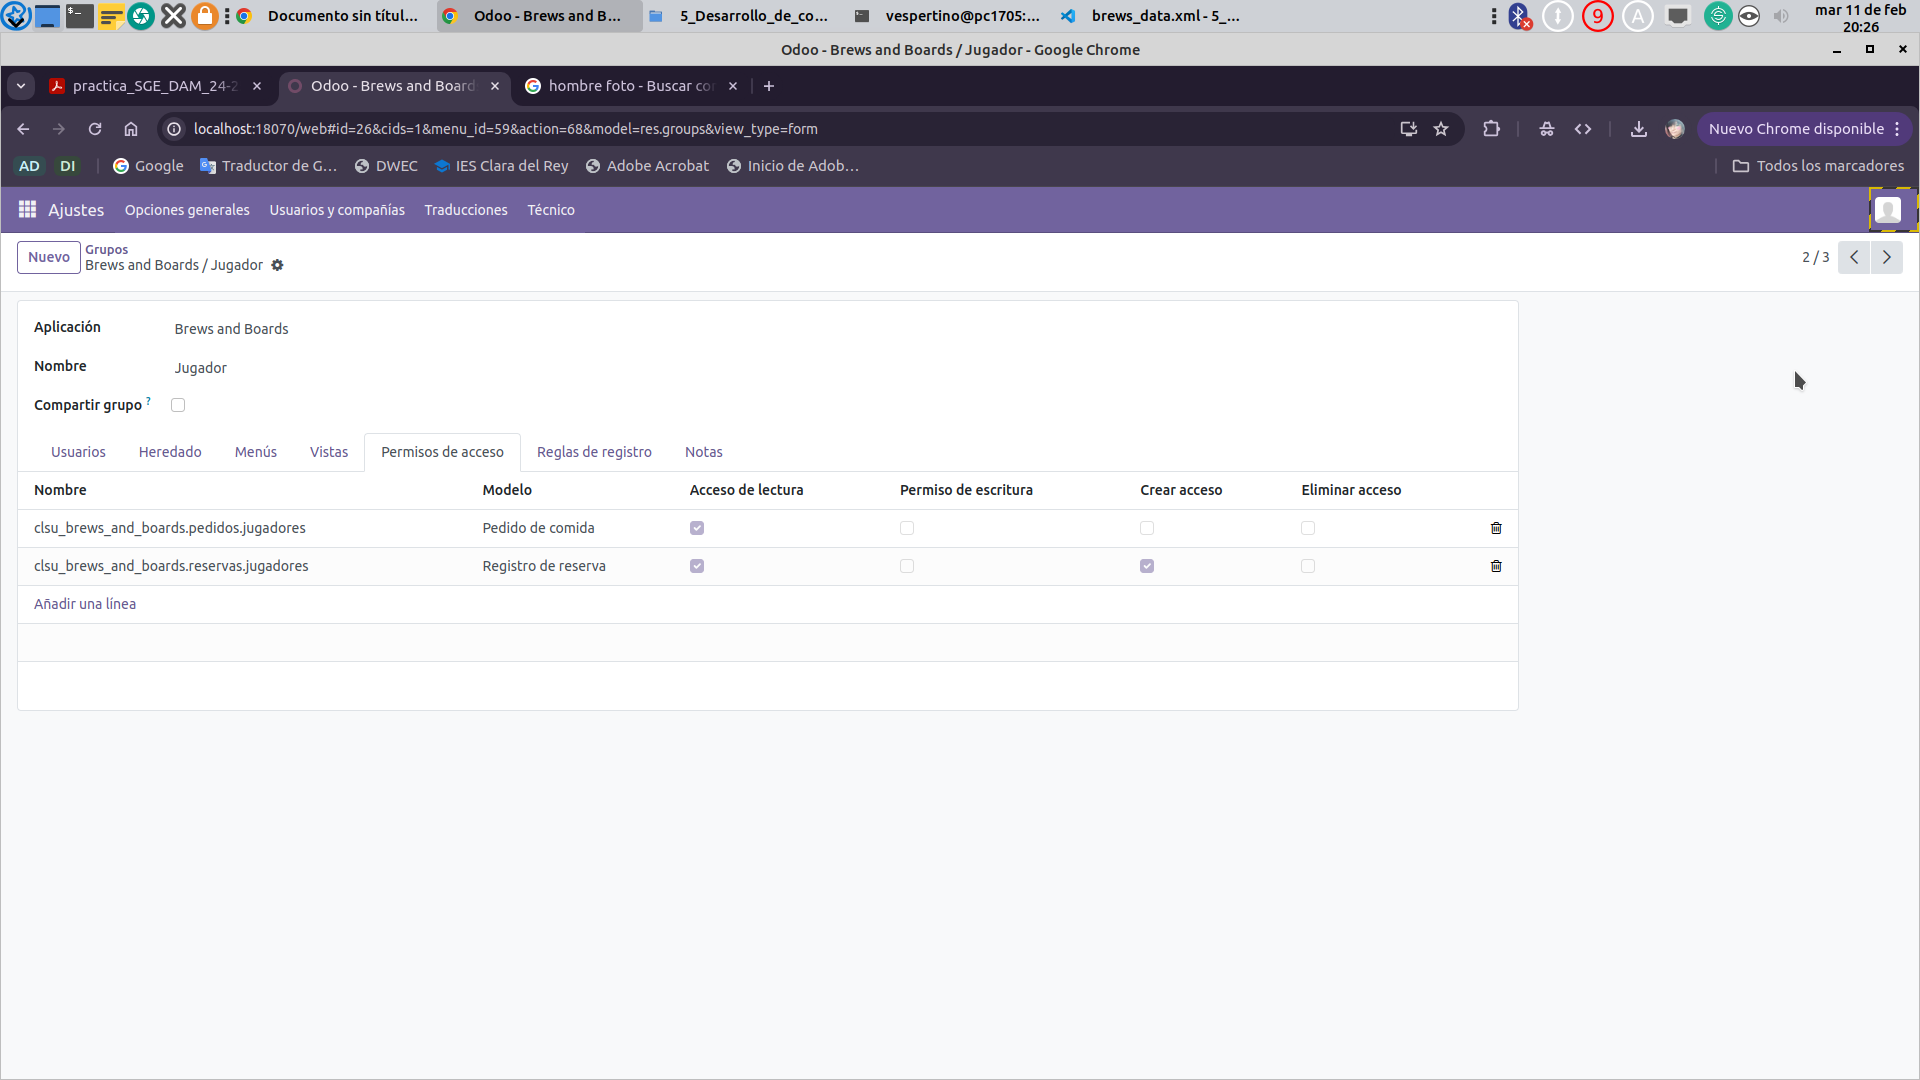 Documento sin títul...
Odoo - Brews and B...
5_Desarrollo_de_co...
vespertino@pc1705:...
brews_data.xml - 5_...
9
A
mar 11 de feb
20:26
Odoo - Brews and Boards / Jugador - Google Chrome
practica_SGE_DAM_24-2
Odoo - Brews and Board
hombre foto - Buscar co
localhost:18070/web#id=26&cids=1&menu_id=59&action=68&model=res.groups&view_type=form
Nuevo Chrome disponible
AD
DI
Google
Traductor de G...
DWEC
IES Clara del Rey
Adobe Acrobat
Inicio de Adob...
Todos los marcadores
Ajustes
Opciones generales
Usuarios y compañías
Traducciones
Técnico
Nuevo
Grupos
Brews and Boards / Jugador
2 / 3
Aplicación
Brews and Boards
Nombre
Jugador
Compartir grupo ?
Usuarios
Heredado
Menús
Vistas
Permisos de acceso
Reglas de registro
Notas
Nombre
Modelo
Acceso de lectura
Permiso de escritura
Crear acceso
Eliminar acceso
clsu_brews_and_boards.pedidos.jugadores
Pedido de comida
clsu_brews_and_boards.reservas.jugadores
Registro de reserva
Añadir una línea